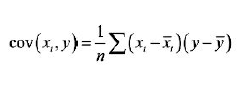 cov(xᵢ, y) = 1/n ∑(xᵢ − x̅ᵢ)(y − y̅)